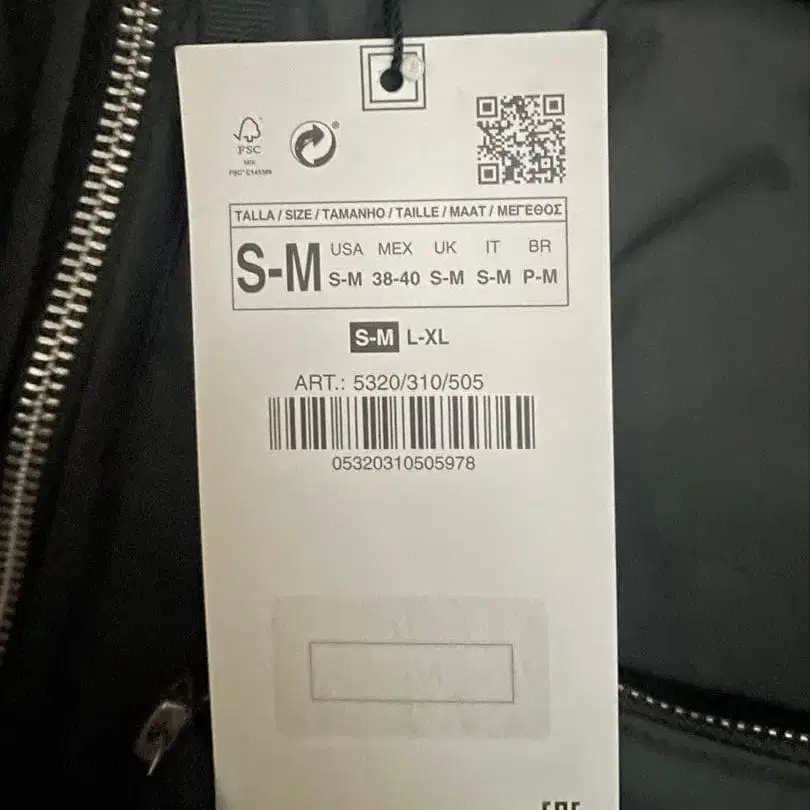 FSC
MIX
TALLA / SIZE / TAMANHO / TAILLE / MAAT / ΜΕΓΕΘΟΣ
S-M
USA MEX UK IT BR
S-M 38-40 S-M S-M P-M
S-M L-XL
ART.: 5320/310/505
05320310505978